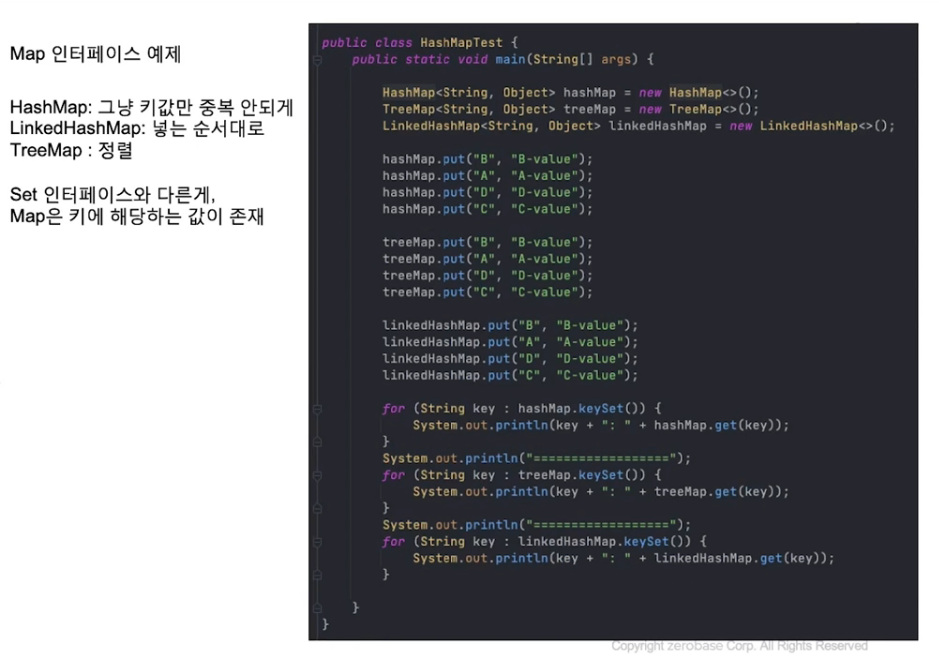 Map 인터페이스 예제
HashMap: 그냥 키값만 중복 안되게
LinkedHashMap: 넣는 순서대로
TreeMap : 정렬
Set 인터페이스와 다른게,
Map은 키에 해당하는 값이 존재
public class HashMapTest {
    public static void main(String[] args) {
        HashMap<String, Object> hashMap = new HashMap<>();
        TreeMap<String, Object> treeMap = new TreeMap<>();
        LinkedHashMap<String, Object> linkedHashMap = new LinkedHashMap<>();
        hashMap.put("B", "B-value");
        hashMap.put("A", "A-value");
        hashMap.put("D", "D-value");
        hashMap.put("C", "C-value");
        treeMap.put("B", "B-value");
        treeMap.put("A", "A-value");
        treeMap.put("D", "D-value");
        treeMap.put("C", "C-value");
        linkedHashMap.put("B", "B-value");
        linkedHashMap.put("A", "A-value");
        linkedHashMap.put("D", "D-value");
        linkedHashMap.put("C", "C-value");
        for (String key : hashMap.keySet()) {
            System.out.println(key + ": " + hashMap.get(key));
        }
        System.out.println("==================");
        for (String key : treeMap.keySet()) {
            System.out.println(key + ": " + treeMap.get(key));
        }
        System.out.println("==================");
        for (String key : linkedHashMap.keySet()) {
            System.out.println(key + ": " + linkedHashMap.get(key));
        }
    }
}
Copyright zerobase Corp. All Rights Reserved